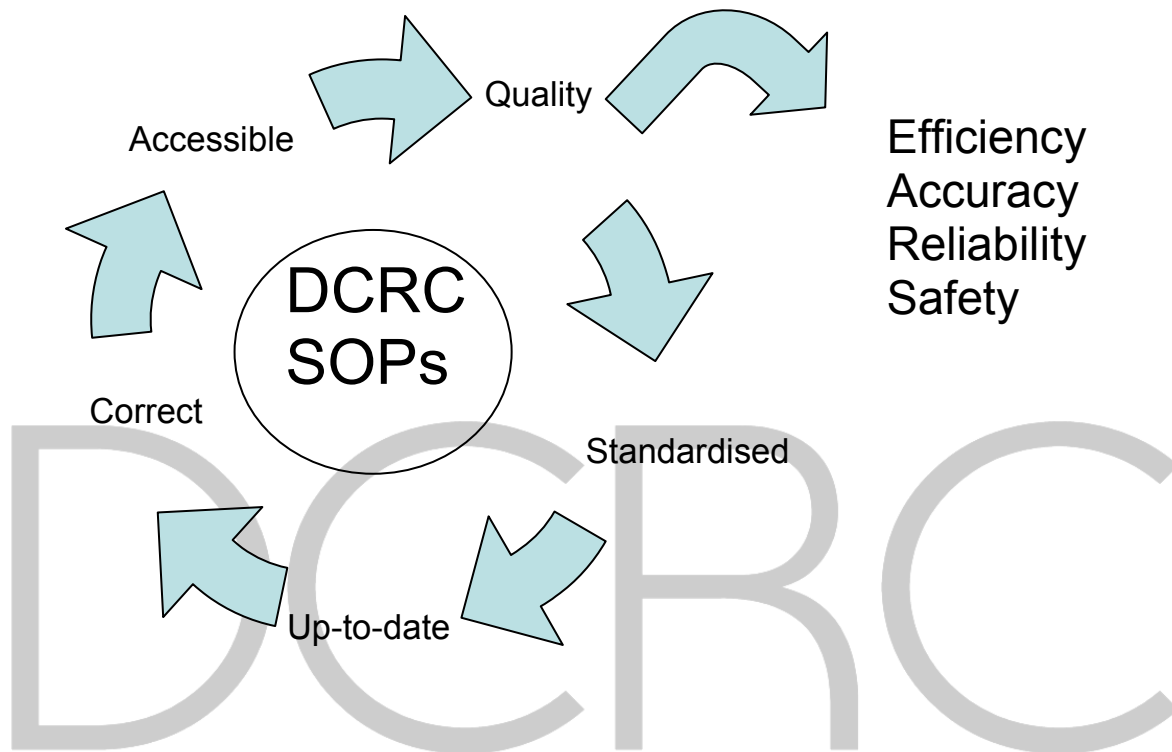 Quality
Accessible
Efficiency
Accuracy
Reliability
Safety
DCRC
SOPs
Correct
Standardised
Up-to-date
DCRC